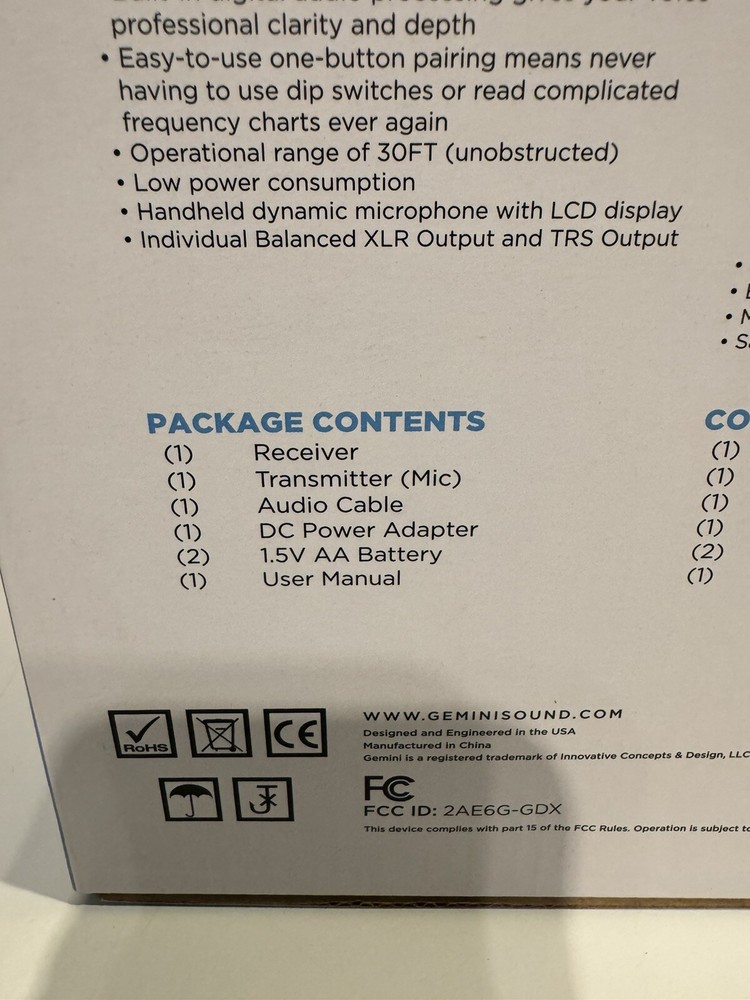 professional clarity and depth
• Easy-to-use one-button pairing means never
having to use dip switches or read complicated
frequency charts ever again
• Operational range of 30FT (unobstructed)
• Low power consumption
• Handheld dynamic microphone with LCD display
• Individual Balanced XLR Output and TRS Output
PACKAGE CONTENTS
(1) Receiver
(1) Transmitter (Mic)
(1) Audio Cable
(1) DC Power Adapter
(2) 1.5V AA Battery
(1) User Manual
CO
(1)
(1)
(1)
(1)
(2)
(1)
RoHS
CE
WWW.GEMINISOUND.COM
Designed and Engineered in the USA
Manufactured in China
Gemini is a registered trademark of Innovative Concepts & Design, LLC
FC
FCC ID: 2AE6G-GDX
This device complies with part 15 of the FCC Rules. Operation is subject to